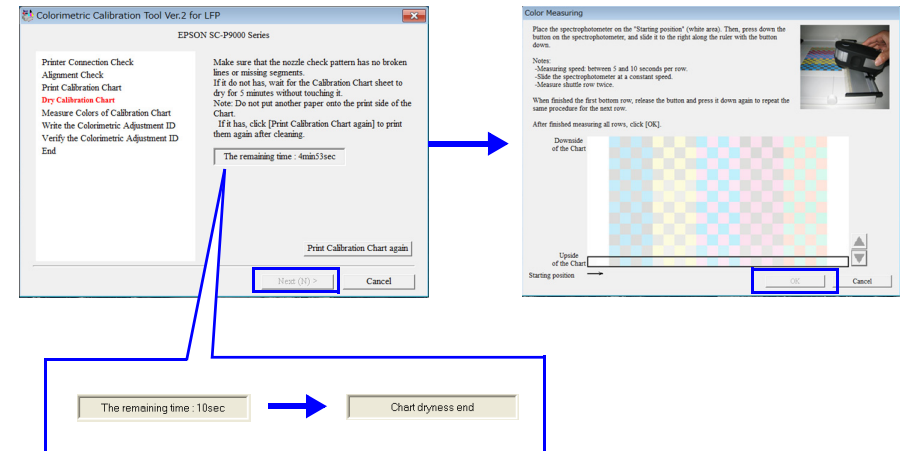 Colorimetric Calibration Tool Ver.2 for LFP
EPSON SC-P9000 Series
Printer Connection Check
Alignment Check
Print Calibration Chart
Dry Calibration Chart
Measure Colors of Calibration Chart
Write the Colorimetric Adjustment ID
Verify the Colorimetric Adjustment ID
End
Make sure that the nozzle check pattern has no broken
lines or missing segments.
If it do not has, wait for the Calibration Chart sheet to
dry for 5 minutes without touching it.
Note: Do not put another paper onto the print side of the
Chart.
If it has, click [Print Calibration Chart again] to print
them again after cleaning.
The remaining time : 4min53sec
Print Calibration Chart again
Next (N) >
Cancel
Color Measuring
Place the spectrophotometer on the "Starting position" (white area). Then, press down the
button on the spectrophotometer, and slide it to the right along the ruler with the button
down.
Notes:
-Measuring speed: between 5 and 10 seconds per row.
-Slide the spectrophotometer at a constant speed.
-Measure shuttle row twice.
When finished the first bottom row, release the button and press it down again to repeat the
same procedure for the next row.
After finished measuring all rows, click [OK].
Downside
of the Chart
Upside
of the Chart
Starting position
OK
Cancel
The remaining time : 10sec
Chart dryness end